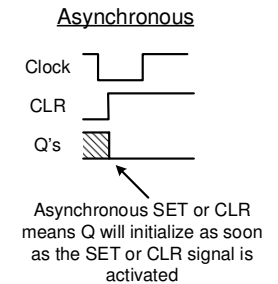 Asynchronous
Clock
CLR
Q's
Asynchronous SET or CLR
means Q will initialize as soon
as the SET or CLR signal is
activated